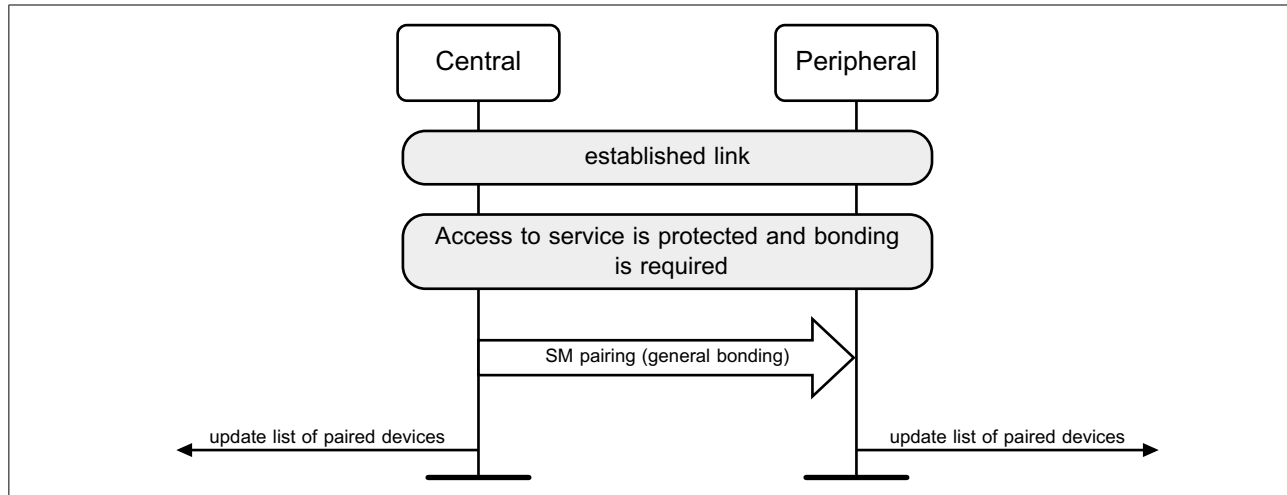 Central
Peripheral
established link
Access to service is protected and bonding
is required
SM pairing (general bonding)
update list of paired devices
update list of paired devices